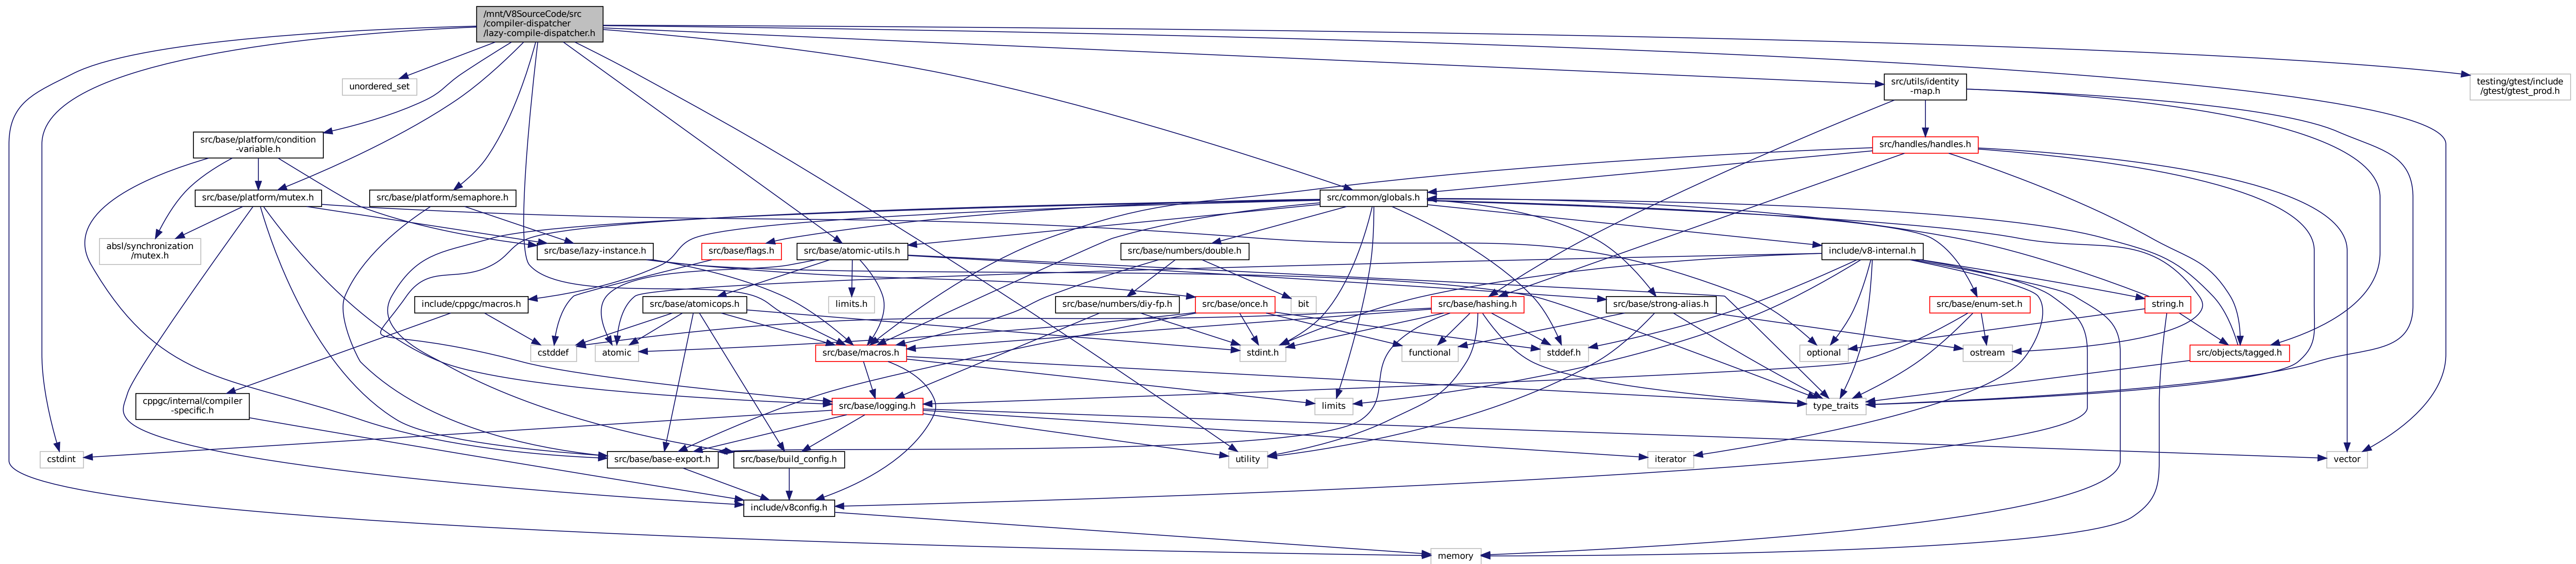 /mnt/V8SourceCode/src
/compiler-dispatcher
/lazy-compile-dispatcher.h
unordered_set
src/utils/identity
-map.h
testing/gtest/include
/gtest/gtest_prod.h
src/base/platform/condition
-variable.h
src/handles/handles.h
src/base/platform/mutex.h
src/base/platform/semaphore.h
src/common/globals.h
absl/synchronization
/mutex.h
src/base/lazy-instance.h
src/base/flags.h
src/base/atomic-utils.h
src/base/numbers/double.h
include/v8-internal.h
include/cppgc/macros.h
src/base/atomicops.h
limits.h
src/base/numbers/diy-fp.h
src/base/once.h
bit
src/base/hashing.h
src/base/strong-alias.h
src/base/enum-set.h
string.h
cstddef
atomic
src/base/macros.h
stdint.h
functional
stddef.h
optional
ostream
src/objects/tagged.h
cppgc/internal/compiler
-specific.h
src/base/logging.h
limits
type_traits
cstdint
src/base/base-export.h
src/base/build_config.h
utility
iterator
vector
include/v8config.h
memory